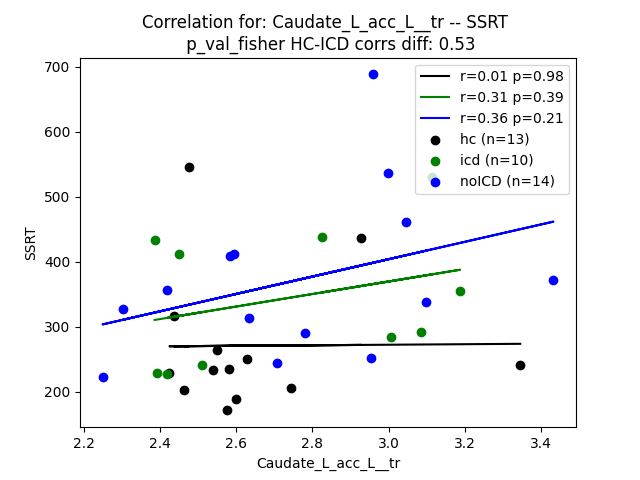 Correlation for: Caudate_L_acc_L__tr -- SSRT
p_val_fisher HC-ICD corrs diff: 0.53
700
600
500
400
300
200
SSRT
r=0.01 p=0.98
r=0.31 p=0.39
r=0.36 p=0.21
hc (n=13)
icd (n=10)
noICD (n=14)
2.2 2.4 2.6 2.8 3.0 3.2 3.4
Caudate_L_acc_L__tr